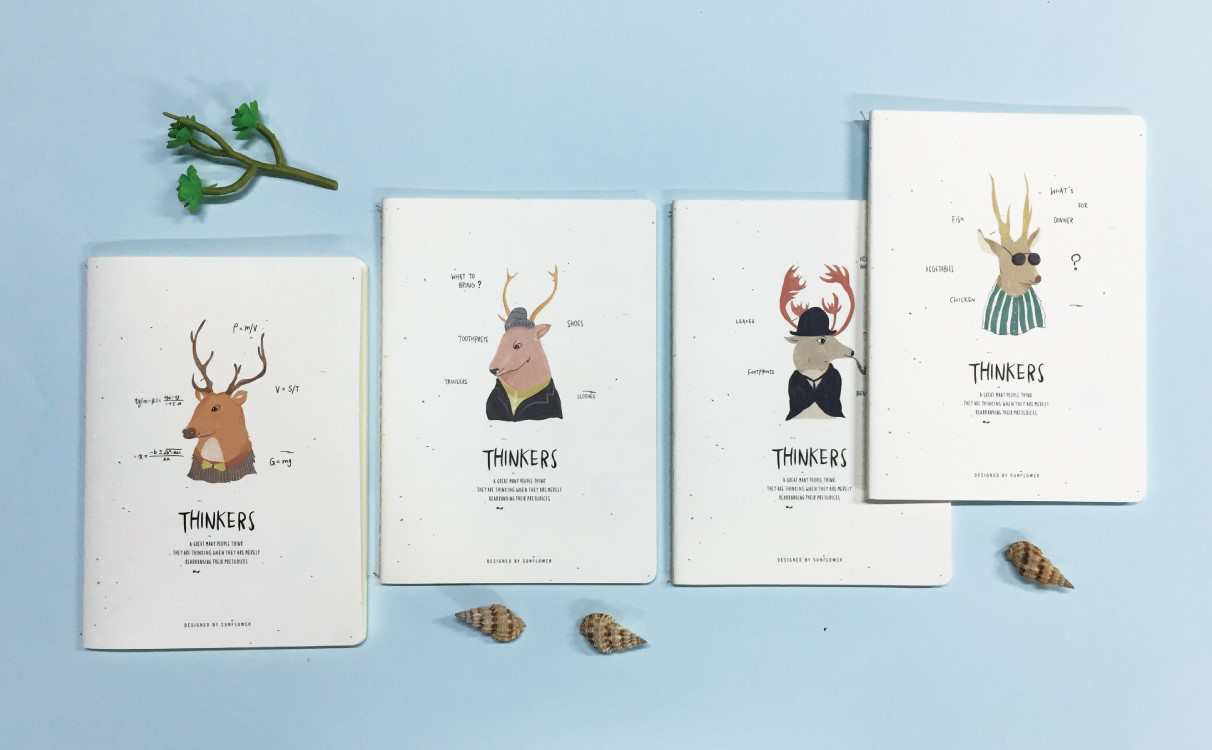 ρ = m/V
V = S/T
G = mg
THINKERS
A GREAT MANY PEOPLE THINK
THEY ARE THINKING WHEN THEY ARE MERELY
REARRANGING THEIR PREJUDICES
DESIGNED BY SUNFLOWER
WHAT TO
BRING ?
TOOTHPASTE
SHOES
TROUSERS
CLOTHES
THINKERS
A GREAT MANY PEOPLE THINK
THEY ARE THINKING WHEN THEY ARE MERELY
REARRANGING THEIR PREJUDICES
DESIGNED BY SUNFLOWER
LEAVES
FOOTPRINTS
THINKERS
A GREAT MANY PEOPLE THINK
THEY ARE THINKING WHEN THEY ARE MERELY
REARRANGING THEIR PREJUDICES
DESIGNED BY SUNFLOWER
WHAT'S
FOR
DINNER
?
FISH
VEGETABLES
CHICKEN
THINKERS
A GREAT MANY PEOPLE THINK
THEY ARE THINKING WHEN THEY ARE MERELY
REARRANGING THEIR PREJUDICES
DESIGNED BY SUNFLOWER